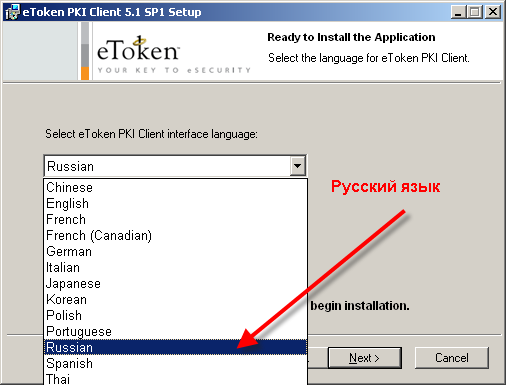 eToken PKI Client 5.1 SP1 Setup
eToken™
YOUR KEY TO eSECURITY
Ready to Install the Application
Select the language for eToken PKI Client.
Select eToken PKI Client interface language:
Russian
Chinese
English
French
French (Canadian)
German
Italian
Japanese
Korean
Polish
Portuguese
Russian
Spanish
Thai
Русский язык
begin installation.
Next >
Cancel